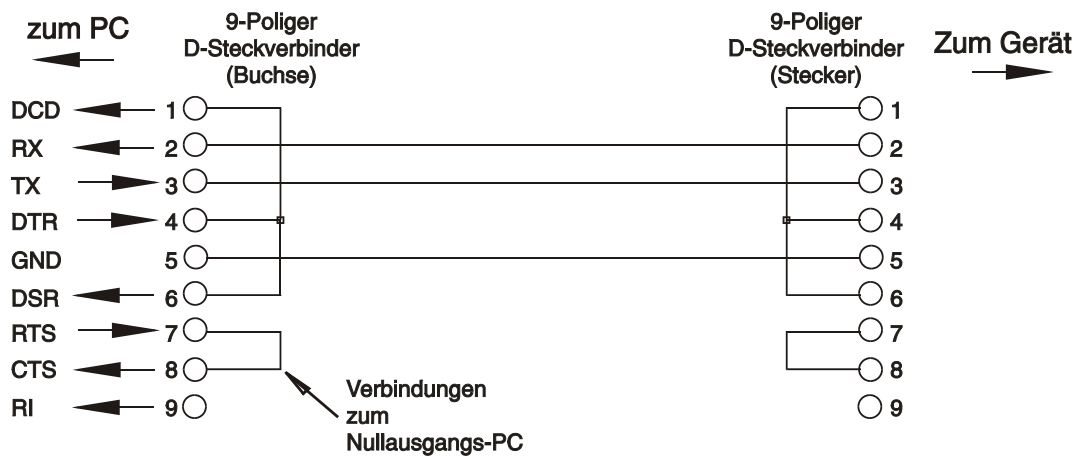 zum PC
9-Poliger
D-Steckverbinder
(Buchse)
9-Poliger
D-Steckverbinder
(Stecker)
Zum Gerät
DCD 1 1
RX 2 2
TX 3 3
DTR 4 4
GND 5 5
DSR 6 6
RTS 7 7
CTS 8 8
RI 9 9
Verbindungen
zum
Nullausgangs-PC